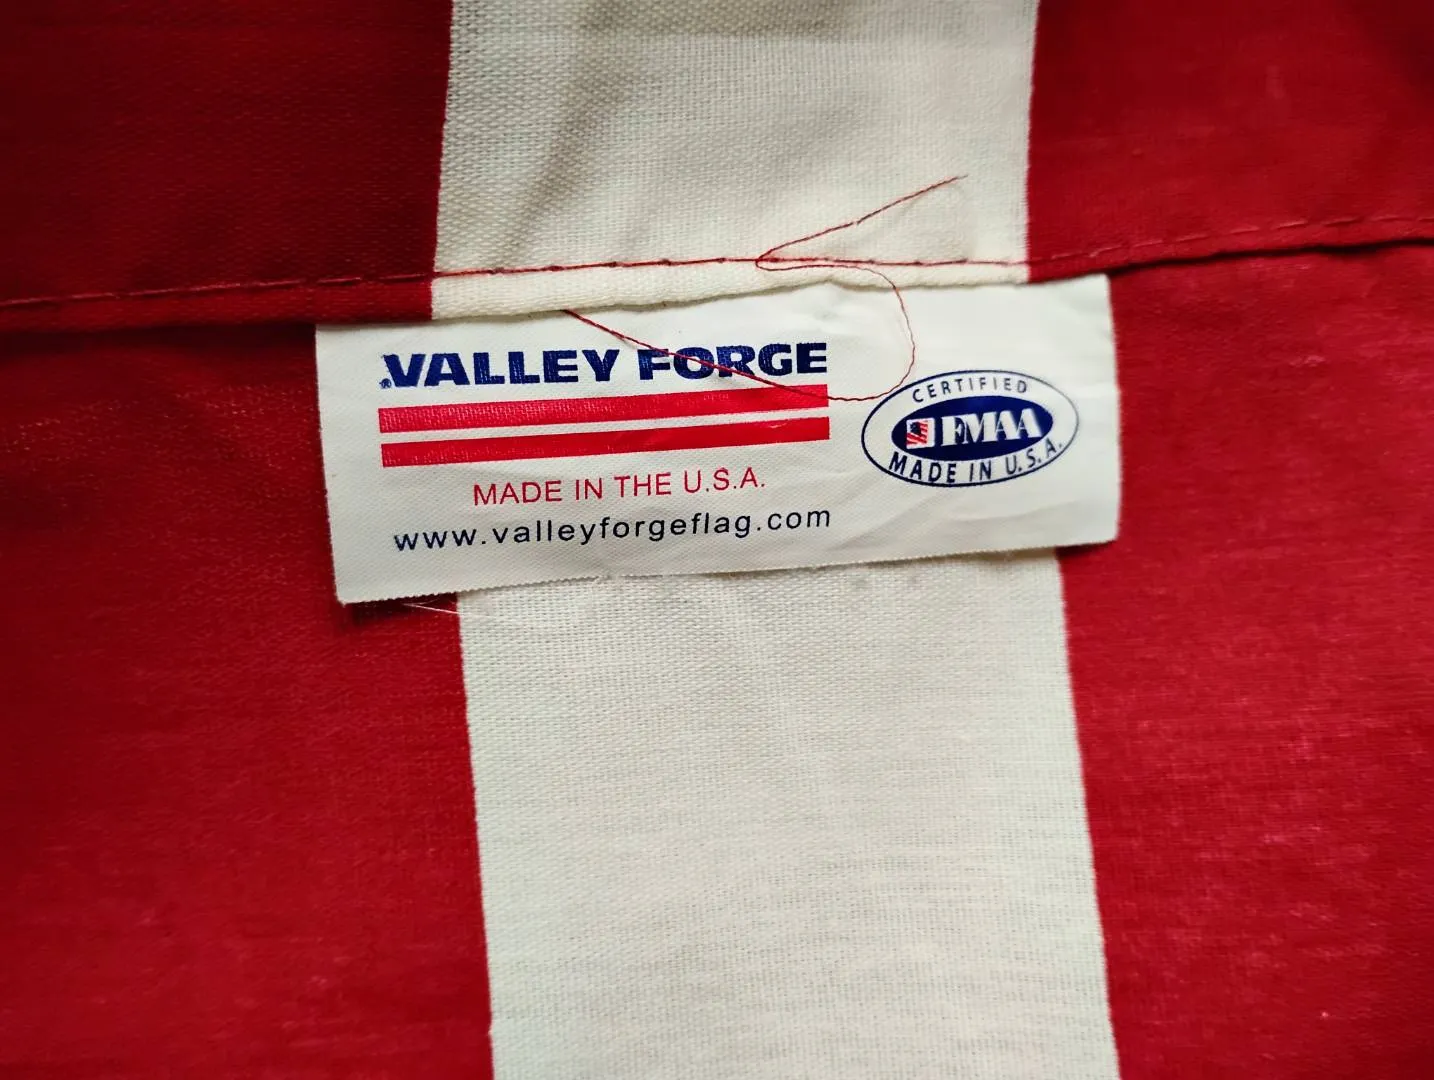 VALLEY FORGE
MADE IN THE U.S.A.
www.valleyforgeflag.com
CERTIFIED
FMAA
MADE IN U.S.A.